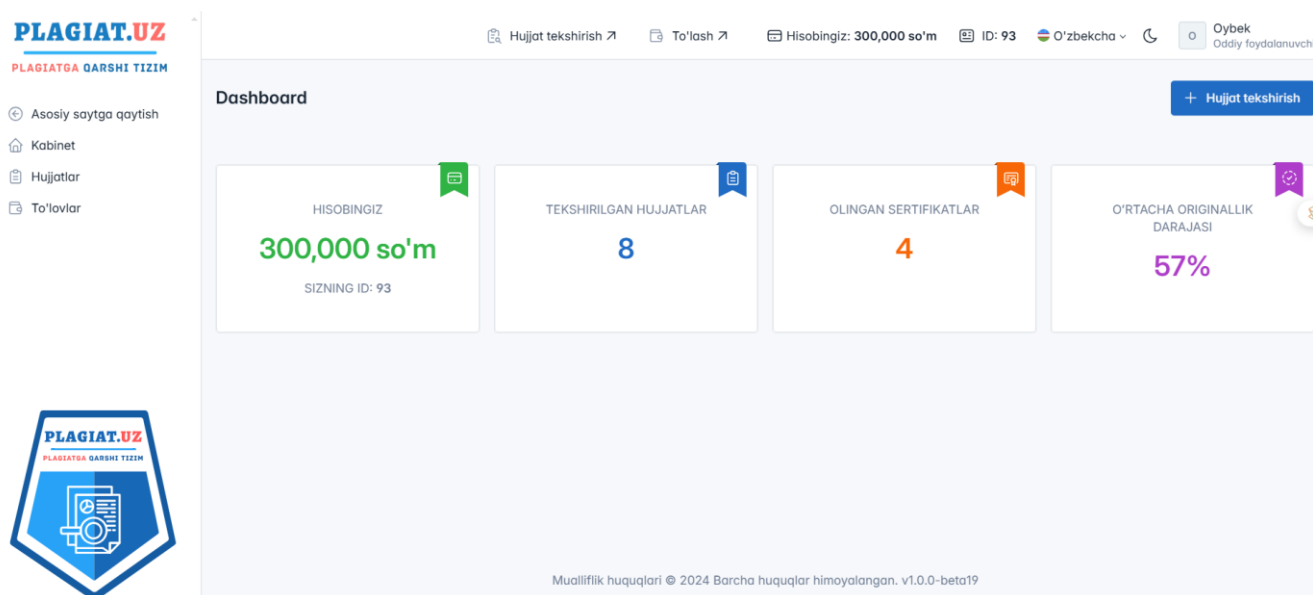 PLAGIAT.UZ
PLAGIATGA QARSHI TIZIM
Asosiy saytga qaytish
Kabinet
Hujjatlar
To'lovlar
PLAGIAT.UZ
PLAGIATGA QARSHI TIZIM
Hujjat tekshirish
To'lash
Hisobingiz: 300,000 so'm
ID: 93
O'zbekcha
O
Oybek
Oddiy foydalanuvchi
Dashboard
+ Hujjat tekshirish
HISOBINGIZ
300,000 so'm
SIZNING ID: 93
TEKSHIRILGAN HUJJATLAR
8
OLINGAN SERTIFIKATLAR
4
O'RTACHA ORIGINALLIK
DARAJASI
57%
Mualliflik huquqlari © 2024 Barcha huquqlar himoyalangan. v1.0.0-beta19